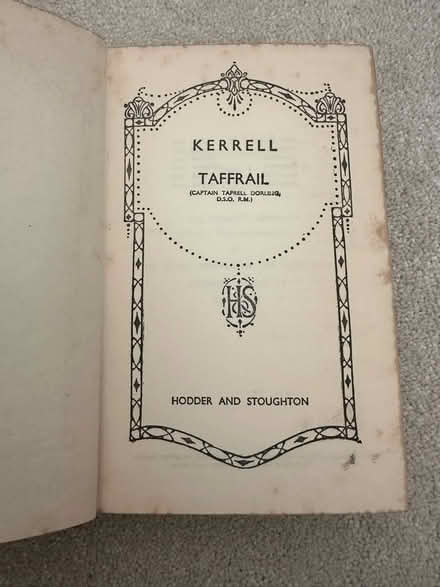 KERRELL
TAFFRAIL
(CAPTAIN TAPRELL DORLING,
D.S.O. R.N.)
HS
HODDER AND STOUGHTON